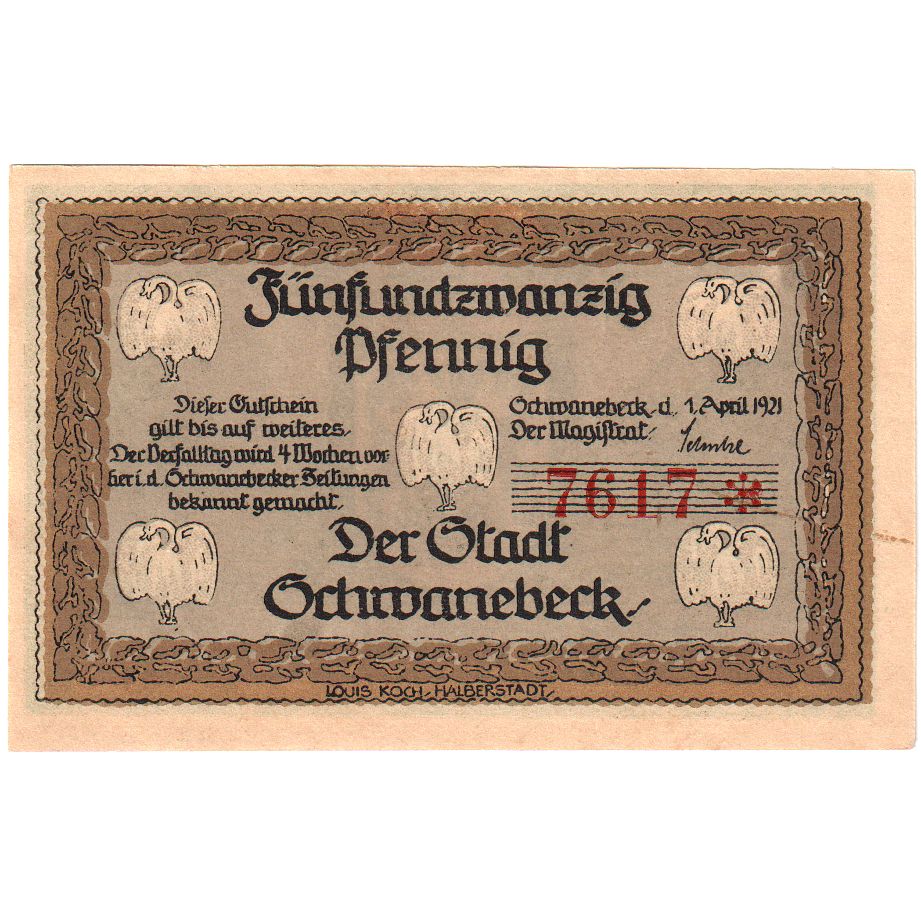 Fünfundzwanzig
Pfennig
Dieser Gutschein
gilt bis auf weiteres.
Der Verfalltag wird 4 Wochen vor-
her i. d. Schwanebecker Zeitungen
bekannt gemacht.
Schwanebeck, d. 1. April 1921
Der Magistrat:
7617 *
Der Stadt
Schwanebeck.
LOUIS KOCH, HALBERSTADT.